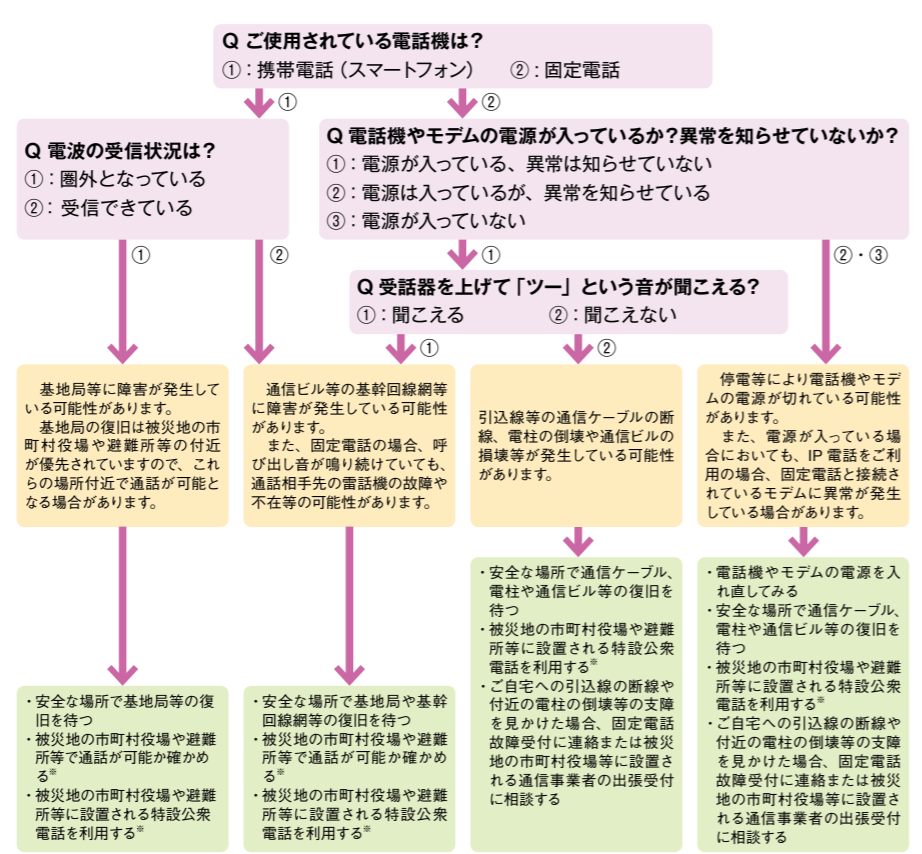 Q ご使用されている電話機は？
①：携帯電話（スマートフォン）　②：固定電話
①
②
Q 電波の受信状況は？
①：圏外となっている
②：受信できている
Q 電話機やモデムの電源が入っているか？異常を知らせていないか？
①：電源が入っている、異常は知らせていない
②：電源は入っているが、異常を知らせている
③：電源が入っていない
①
②
①
②・③
Q 受話器を上げて「ツー」という音が聞こえる？
①：聞こえる　②：聞こえない
①
②
基地局等に障害が発生して
いる可能性があります。
基地局の復旧は被災地の市
町村役場や避難所等の付近
が優先されていますので、これ
らの場所付近で通話が可能と
なる場合があります。
通信ビル等の基幹回線網等
に障害が発生している可能性
があります。
また、固定電話の場合、呼
び出し音が鳴り続けていても、
通話相手先の雷話機の故障や
不在等の可能性があります。
引込線等の通信ケーブルの断
線、電柱の倒壊や通信ビルの
損壊等が発生している可能性
があります。
停電等により電話機やモデ
ムの電源が切れている可能性
があります。
また、電源が入っている場
合においても、IP 電話をご利
用の場合、固定電話と接続さ
れているモデムに異常が発生
している場合があります。
・安全な場所で基地局等の復
旧を待つ
・被災地の市町村役場や避難
所等で通話が可能か確かめ
る※
・被災地の市町村役場や避難
所等に設置される特設公衆
電話を利用する※
・安全な場所で基地局や基幹
回線網等の復旧を待つ
・被災地の市町村役場や避難
所等で通話が可能か確かめ
る※
・被災地の市町村役場や避難
所等に設置される特設公衆
電話を利用する※
・安全な場所で通信ケーブル、
電柱や通信ビル等の復旧を
待つ
・被災地の市町村役場や避難
所等に設置される特設公衆
電話を利用する※
・ご自宅への引込線の断線や
付近の電柱の倒壊等の支障
を見かけた場合、固定電話
故障受付に連絡または被災
地の市町村役場等に設置さ
れる通信事業者の出張受付
に相談する
・電話機やモデムの電源を入
れ直してみる
・安全な場所で通信ケーブル、
電柱や通信ビル等の復旧を
待つ
・被災地の市町村役場や避難
所等に設置される特設公衆
電話を利用する※
・ご自宅への引込線の断線や
付近の電柱の倒壊等の支障
を見かけた場合、固定電話
故障受付に連絡または被災
地の市町村役場等に設置さ
れる通信事業者の出張受付
に相談する